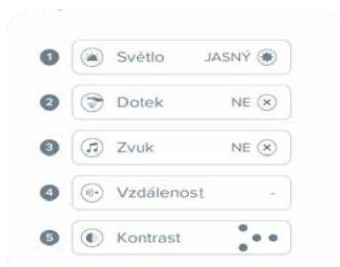 1 Světlo JASNÝ
2 Dotek NE
3 Zvuk NE
4 Vzdálenost -
5 Kontrast